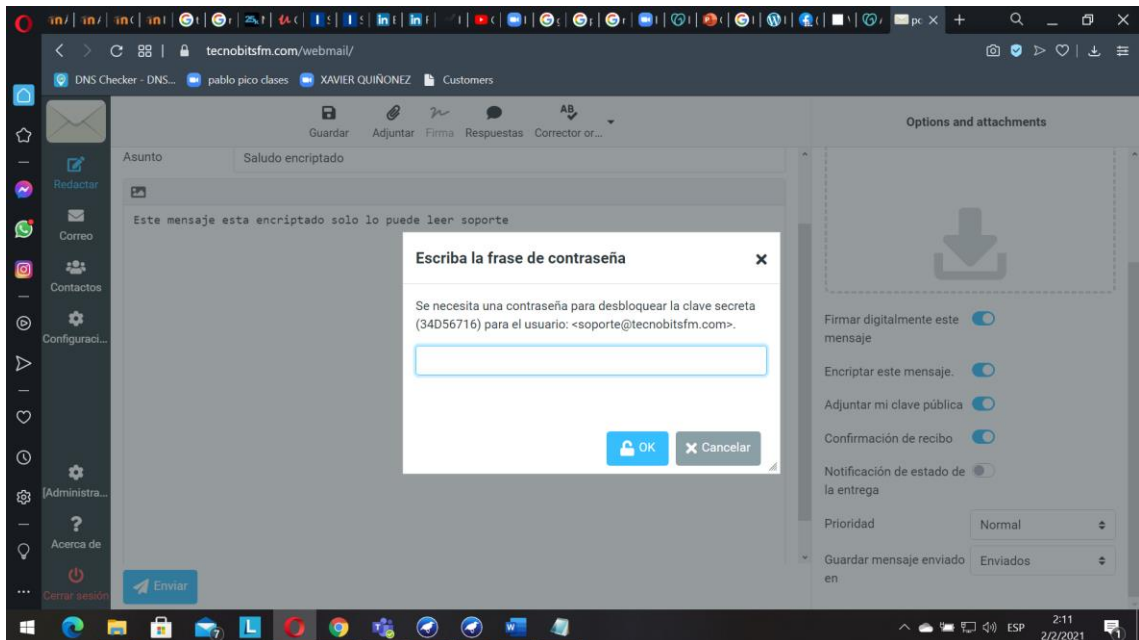 tecnobitsfm.com/webmail/
DNS Checker - DNS...
pablo pico clases
XAVIER QUIÑONEZ
Customers
Guardar
Adjuntar
Firma
Respuestas
Corrector or...
Options and attachments
Redactar
Correo
Contactos
Configuraci...
[Administra...
Acerca de
Cerrar sesión
Asunto
Saludo encriptado
Este mensaje esta encriptado solo lo puede leer soporte
Escriba la frase de contraseña
Se necesita una contraseña para desbloquear la clave secreta
(34D56716) para el usuario: <soporte@tecnobitsfm.com>.
OK
Cancelar
Enviar
Firmar digitalmente este
mensaje
Encriptar este mensaje.
Adjuntar mi clave pública
Confirmación de recibo
Notificación de estado de
la entrega
Prioridad
Normal
Guardar mensaje enviado
en
Enviados
ESP
2:11
2/2/2021